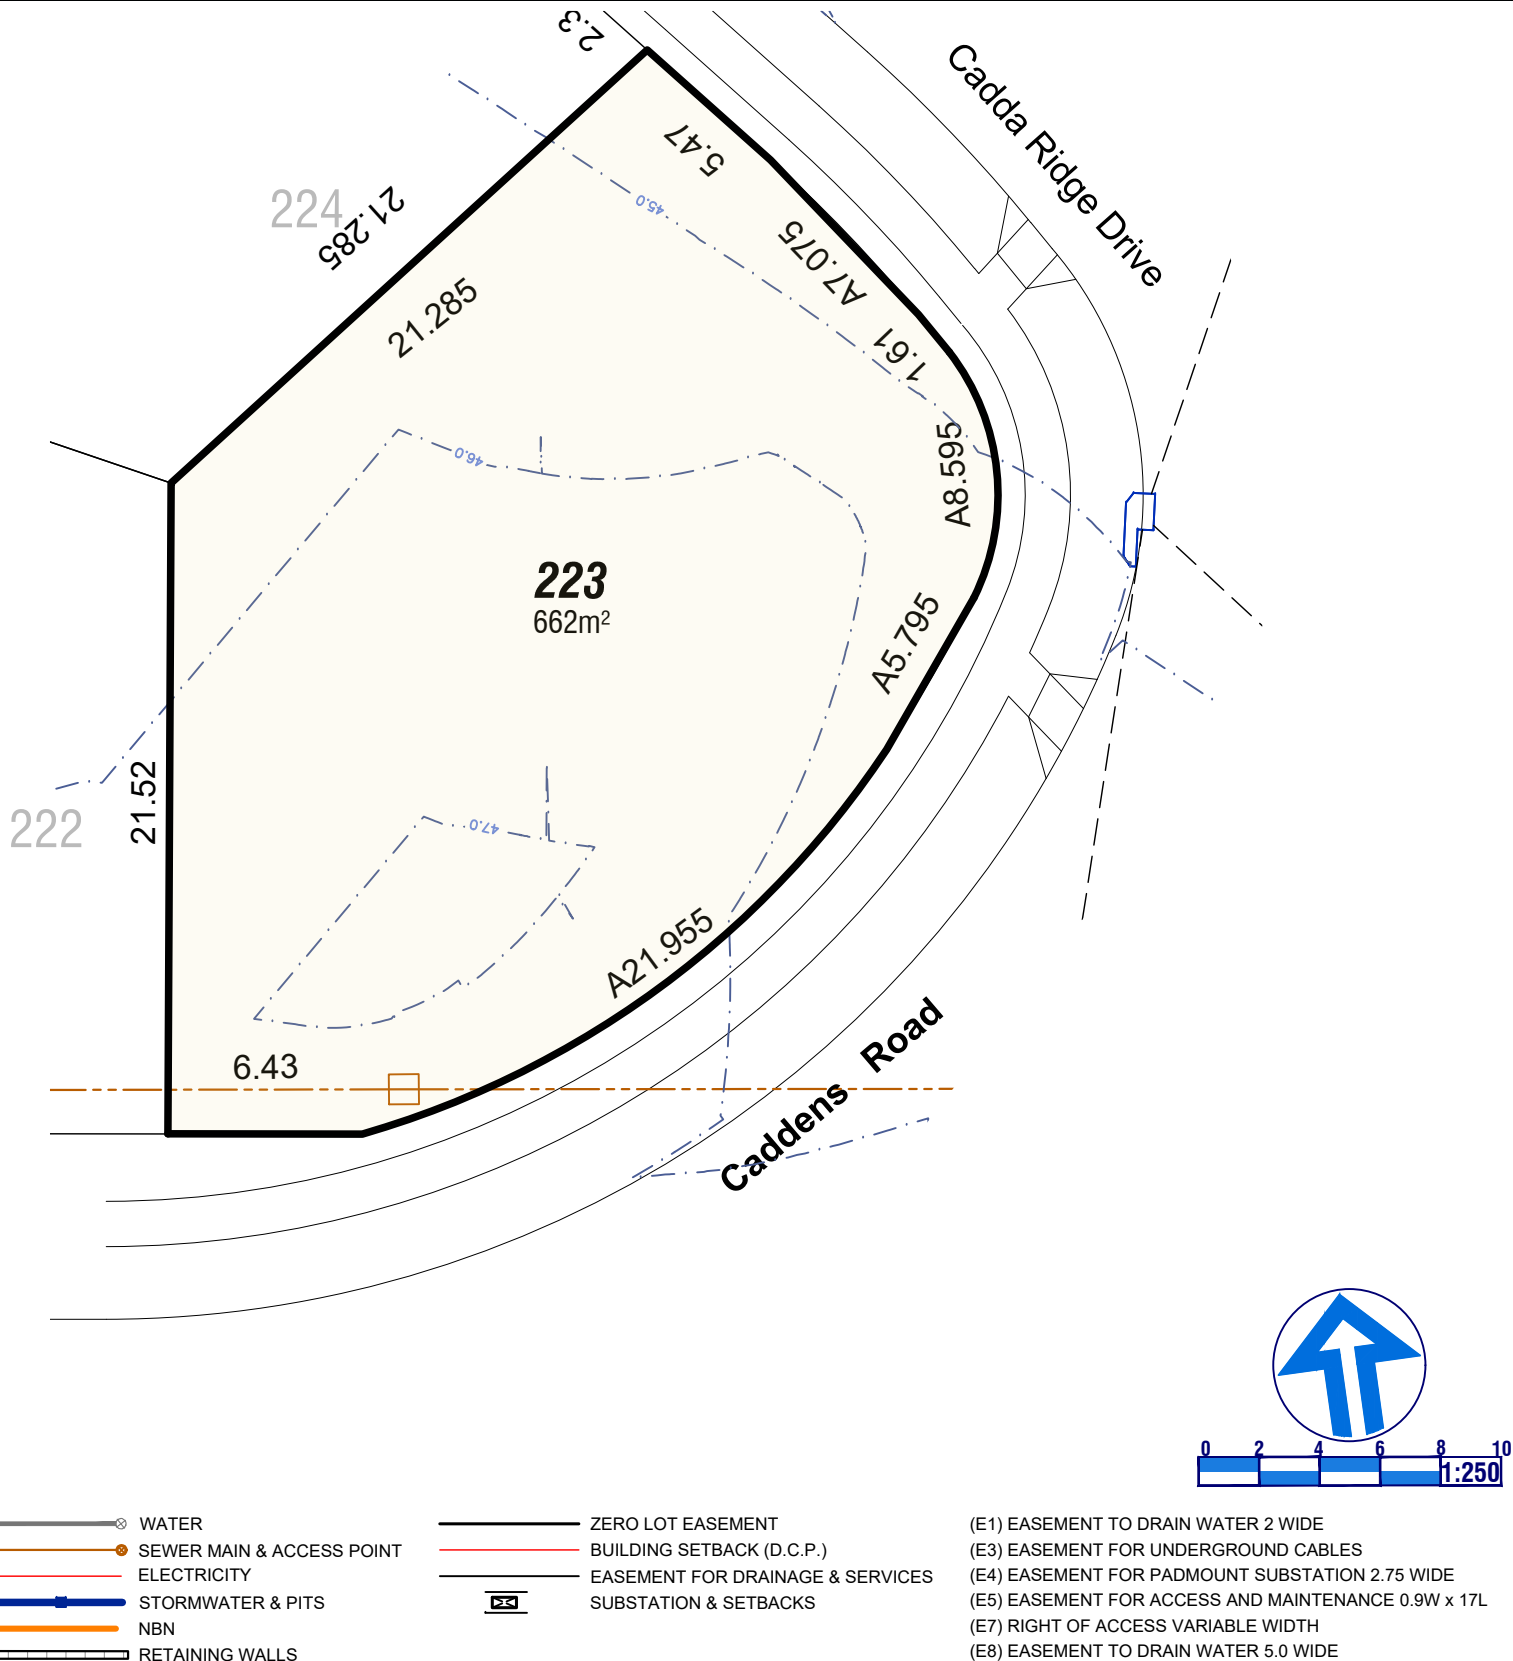 2.3
Cadda Ridge Drive
5.47
224
21.285
21.285
45.0
A7.075
1.61
A8.595
46.0
223
662m²
A5.795
21.52
222
47.0
A21.955
6.43
Caddens Road
0 2 4 6 8 10
1:250
WATER
SEWER MAIN & ACCESS POINT
ELECTRICITY
STORMWATER & PITS
NBN
RETAINING WALLS
ZERO LOT EASEMENT
BUILDING SETBACK (D.C.P.)
EASEMENT FOR DRAINAGE & SERVICES
SUBSTATION & SETBACKS
(E1) EASEMENT TO DRAIN WATER 2 WIDE
(E3) EASEMENT FOR UNDERGROUND CABLES
(E4) EASEMENT FOR PADMOUNT SUBSTATION 2.75 WIDE
(E5) EASEMENT FOR ACCESS AND MAINTENANCE 0.9W x 17L
(E7) RIGHT OF ACCESS VARIABLE WIDTH
(E8) EASEMENT TO DRAIN WATER 5.0 WIDE